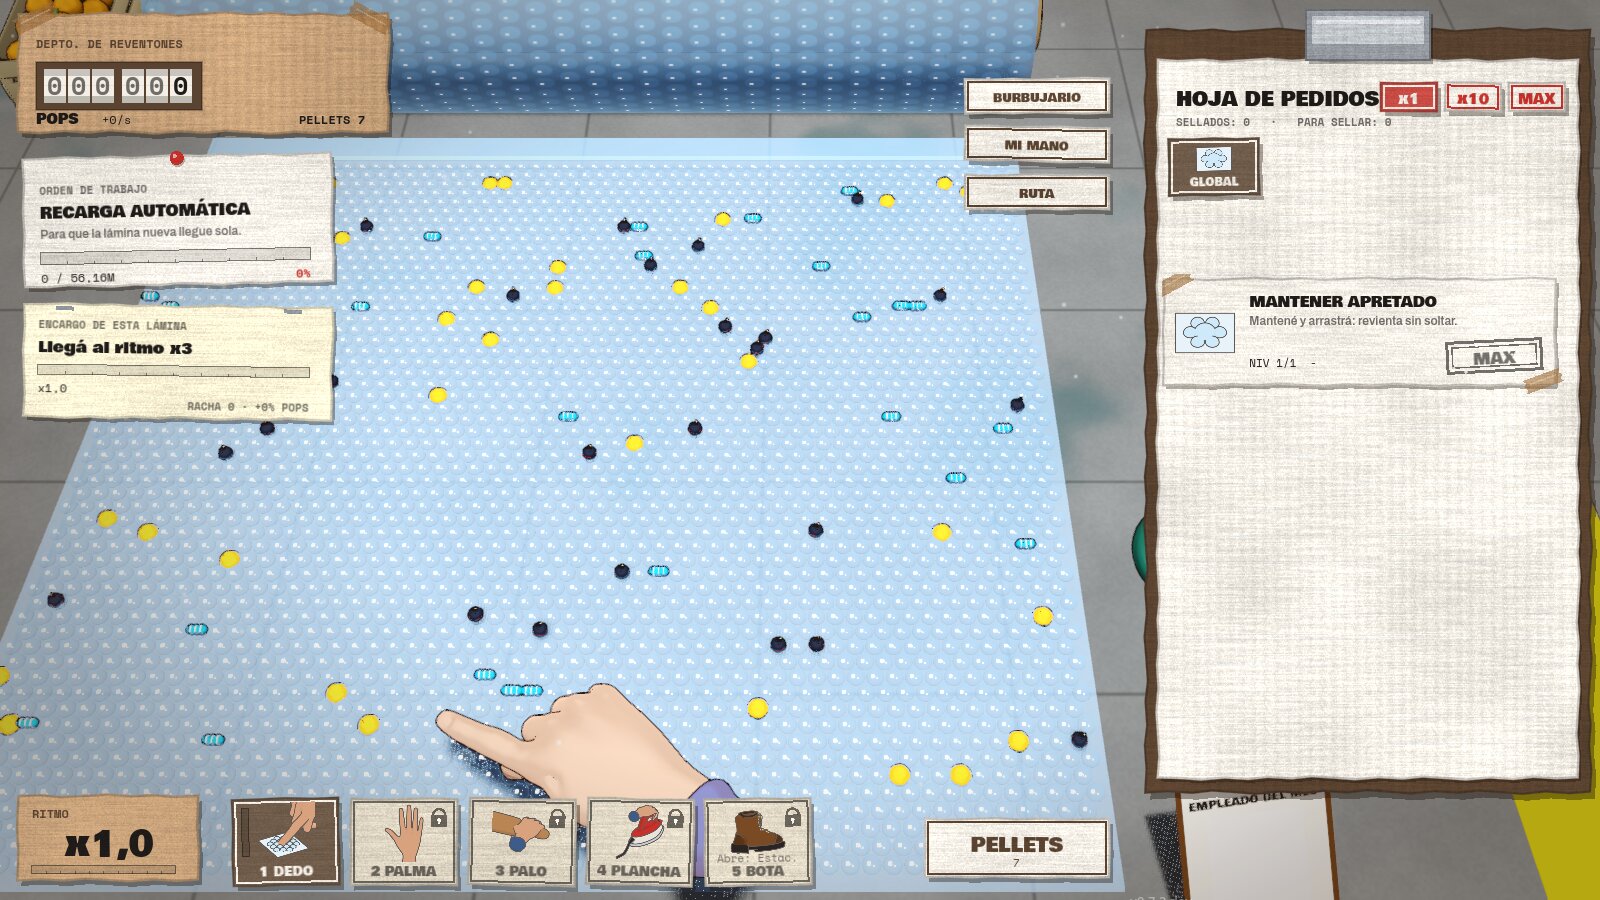 DEPTO. DE REVENTONES
000 000
POPS +0/s PELLETS 7
ORDEN DE TRABAJO
RECARGA AUTOMÁTICA
Para que la lámina nueva llegue sola.
0 / 56.16M 0%
ENCARGO DE ESTA LÁMINA
Llegá al ritmo x3
x1.0
RACHA 0 · +0% POPS
BURBUJARIO
MI MANO
RUTA
HOJA DE PEDIDOS x1 x10 MAX
SELLADOS: 0 · PARA SELLAR: 0
GLOBAL
MANTENER APRETADO
Mantené y arrastrá: revienta sin soltar.
NIV 1/1 -
MAX
RITMO
x1,0
1 DEDO
2 PALMA
3 PALO
4 PLANCHA
Abre: Estac.
5 BOTA
PELLETS
7
EMPLEADO DEL